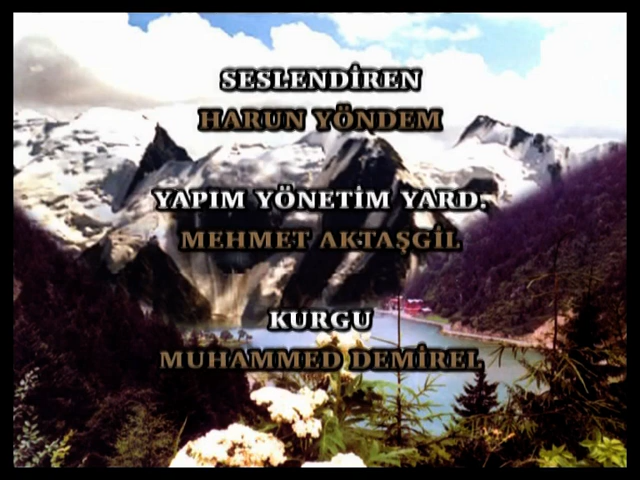 SESLENDİREN
HARUN YÖNDEM
YAPIM YÖNETİM YARD.
MEHMET AKTAŞGİL
KURGU
MUHAMMED DEMİREL